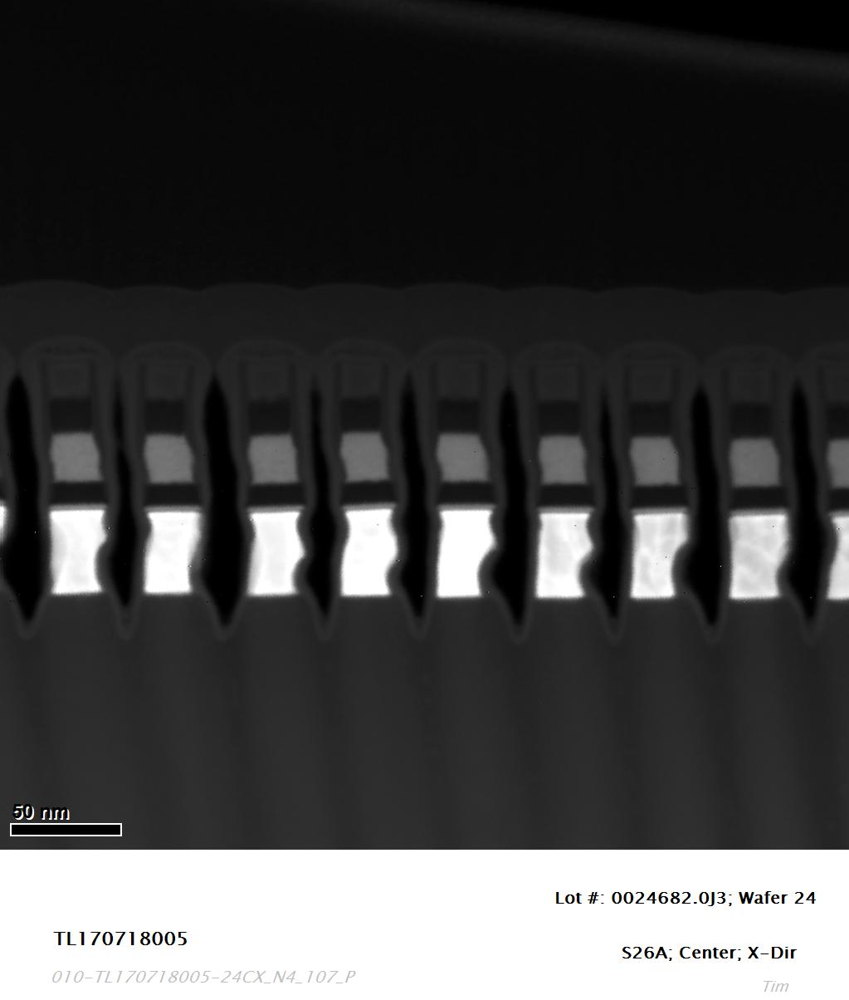 50 nm
Lot #: 0024682.0J3; Wafer 24
TL170718005
S26A; Center; X-Dir
010-TL170718005-24CX_N4_107_P
Tim